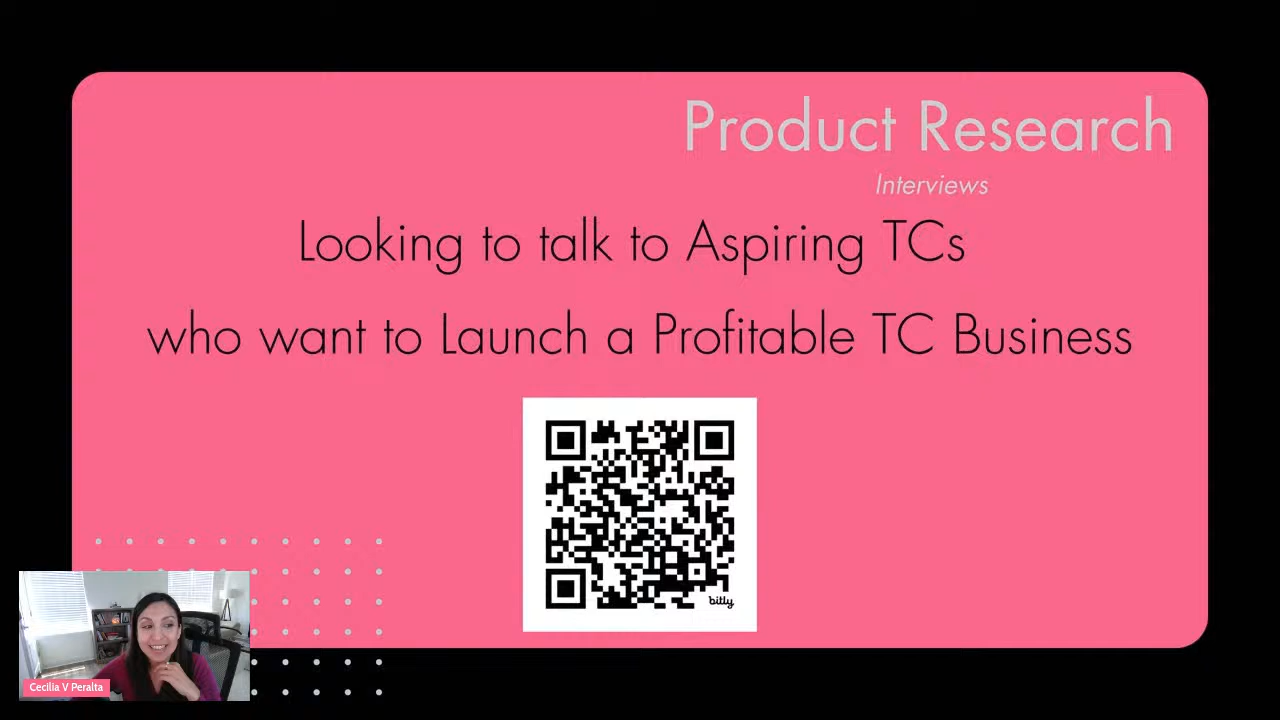 Product Research
Interviews
Looking to talk to Aspiring TCs
who want to Launch a Profitable TC Business
bitly
Cecilia V Peralta